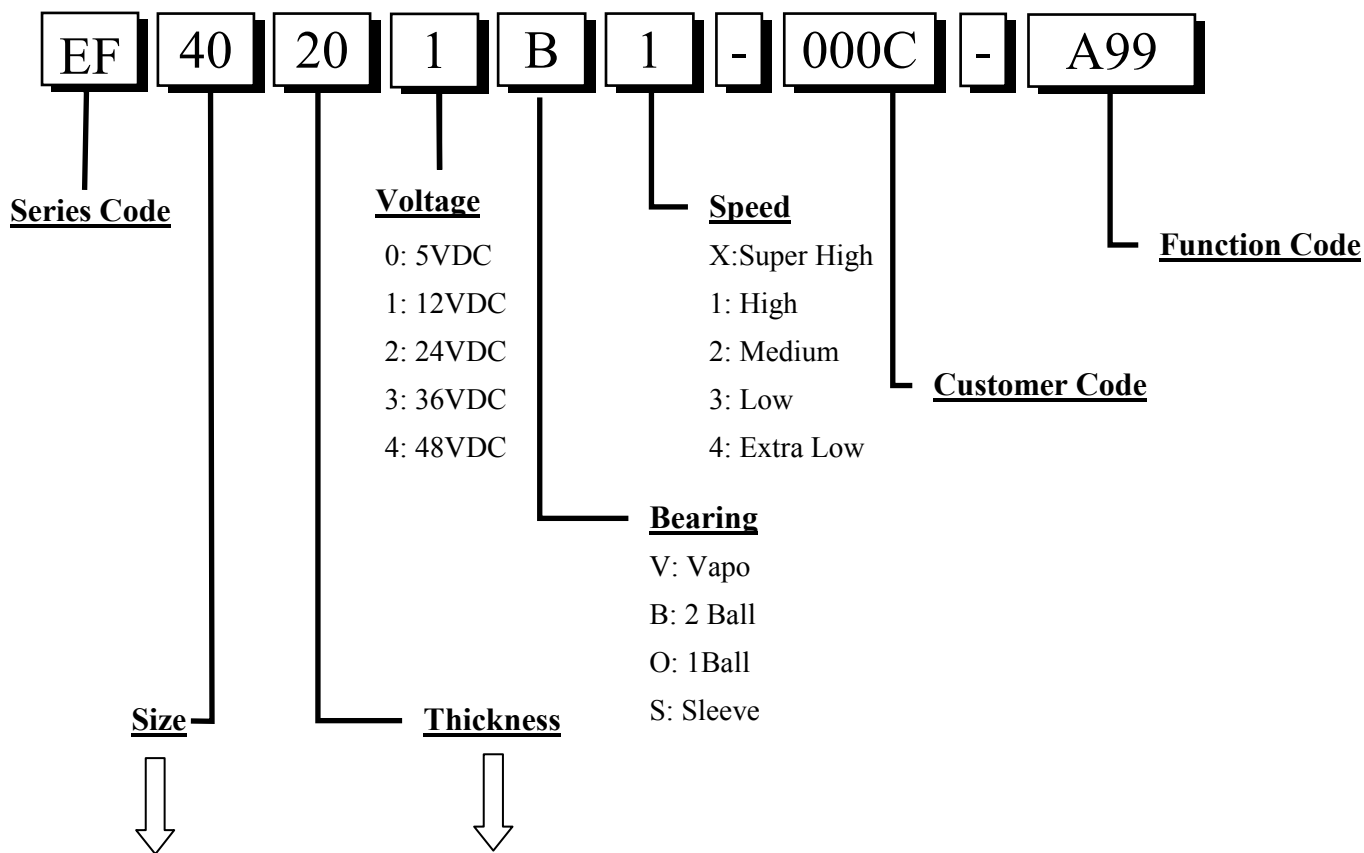 EF 40 20 1 B 1 - 000C - A99
Series Code
Voltage
0: 5VDC
1: 12VDC
2: 24VDC
3: 36VDC
4: 48VDC
Speed
X:Super High
1: High
2: Medium
3: Low
4: Extra Low
Function Code
Customer Code
Bearing
V: Vapo
B: 2 Ball
O: 1Ball
S: Sleeve
Size
Thickness